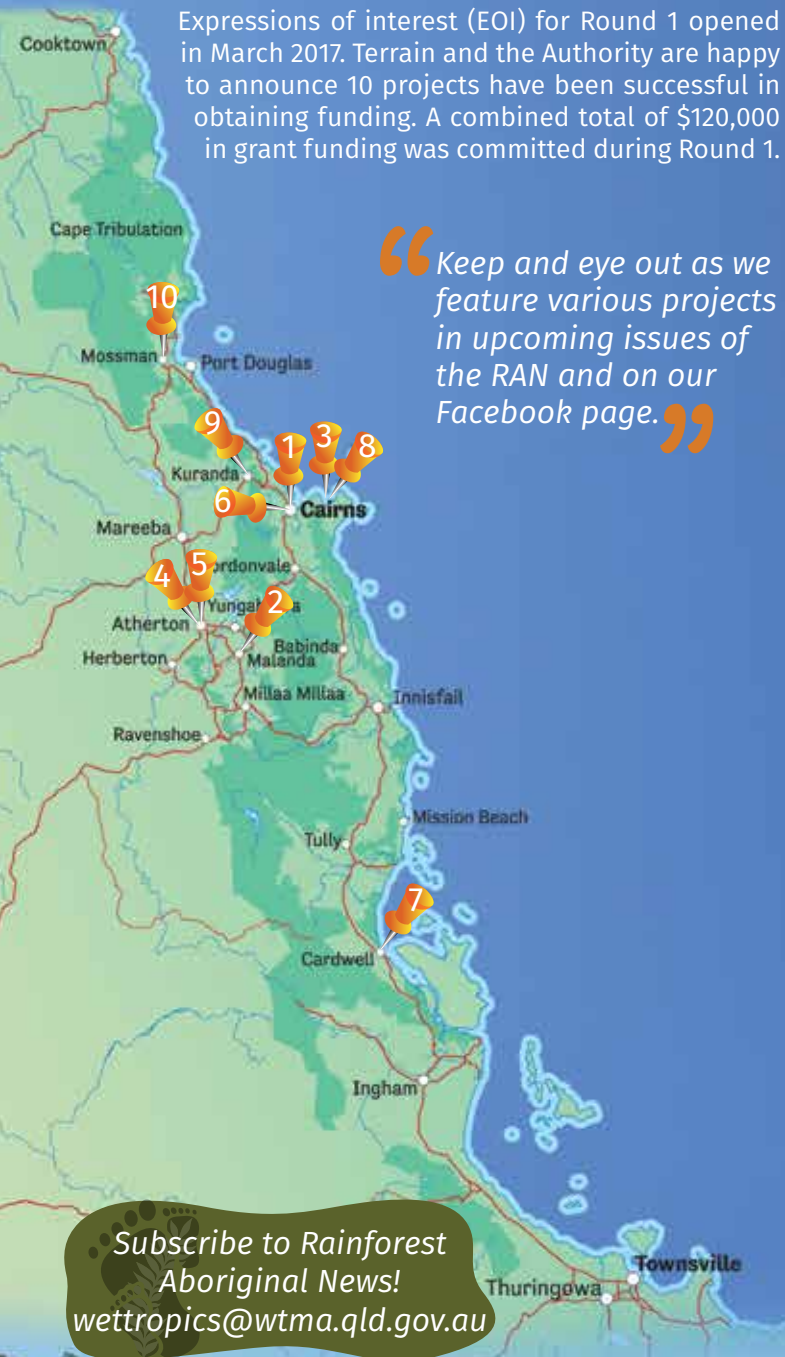 Expressions of interest (EOI) for Round 1 opened
in March 2017. Terrain and the Authority are happy
to announce 10 projects have been successful in
obtaining funding. A combined total of $120,000
in grant funding was committed during Round 1.
Cooktown
Cape Tribulation
“Keep and eye out as we
feature various projects
in upcoming issues of
the RAN and on our
Facebook page.”
10
Mossman
Port Douglas
9
1
3
8
Kuranda
6
Cairns
Mareeba
4
5
ordonvale
2
Atherton
Babinda
Herberton
Malanda
Millaa Millaa
Innisfail
Ravenshoe
Mission Beach
Tully
7
Cardwell
Ingham
Subscribe to Rainforest
Aboriginal News!
wettropics@wtma.qld.gov.au
Townsville
Thuringowa